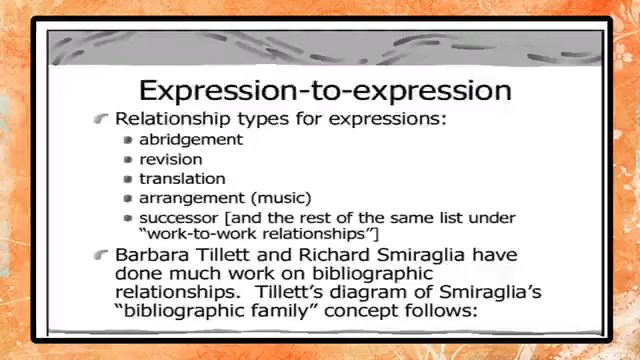 Expression-to-expression
Relationship types for expressions:
abridgement
revision
translation
arrangement (music)
successor [and the rest of the same list under
“work-to-work relationships”]
Barbara Tillett and Richard Smiraglia have
done much work on bibliographic
relationships.  Tillett’s diagram of Smiraglia’s
“bibliographic family” concept follows: